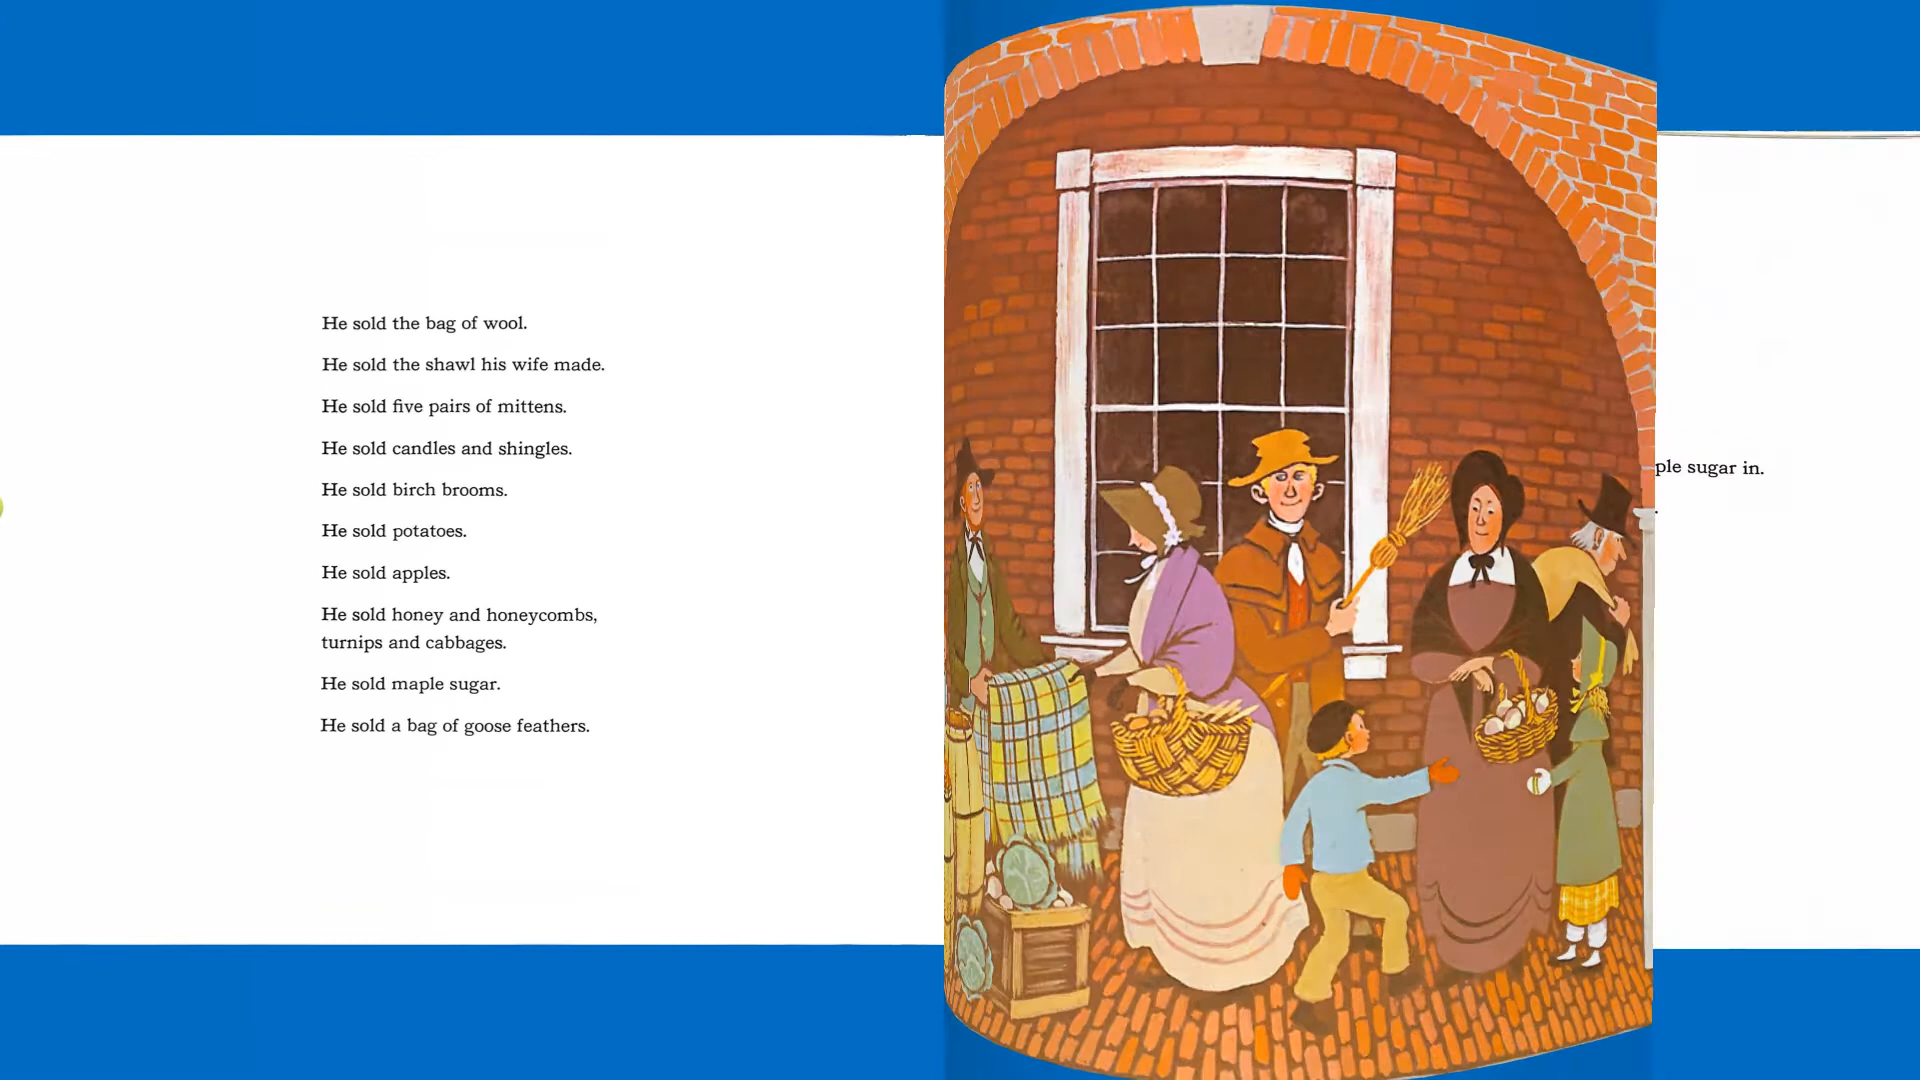 He sold the bag of wool.
He sold the shawl his wife made.
He sold five pairs of mittens.
He sold candles and shingles.
He sold birch brooms.
He sold potatoes.
He sold apples.
He sold honey and honeycombs,
turnips and cabbages.
He sold maple sugar.
He sold a bag of goose feathers.
sugar in.